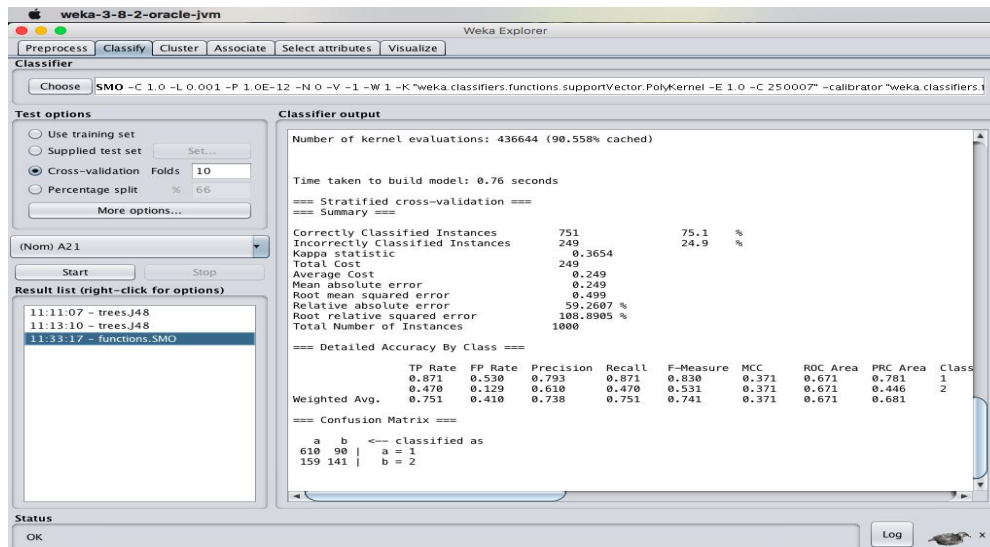 weka-3-8-2-oracle-jvm
Weka Explorer
Preprocess Classify Cluster Associate Select attributes Visualize
Classifier
Choose SMO -C 1.0 -L 0.001 -P 1.0E-12 -N 0 -V -1 -W 1 -K "weka.classifiers.functions.supportVector.PolyKernel -E 1.0 -C 250007" -calibrator "weka.classifiers.f
Test options
Use training set
Supplied test set Set...
Cross-validation Folds 10
Percentage split % 66
More options...
(Nom) A21
Start Stop
Result list (right-click for options)
11:11:07 - trees.J48
11:13:10 - trees.J48
11:33:17 - functions.SMO
Classifier output
Number of kernel evaluations: 436644 (90.558% cached)
Time taken to build model: 0.76 seconds
=== Stratified cross-validation ===
=== Summary ===
Correctly Classified Instances 751 75.1 %
Incorrectly Classified Instances 249 24.9 %
Kappa statistic 0.3654
Total Cost 249
Average Cost 0.249
Mean absolute error 0.249
Root mean squared error 0.499
Relative absolute error 59.2607 %
Root relative squared error 108.8905 %
Total Number of Instances 1000
=== Detailed Accuracy By Class ===
TP Rate FP Rate Precision Recall F-Measure MCC ROC Area PRC Area Class
0.871 0.530 0.793 0.871 0.830 0.371 0.671 0.781 1
0.470 0.129 0.610 0.470 0.531 0.371 0.671 0.446 2
Weighted Avg. 0.751 0.410 0.738 0.751 0.741 0.371 0.671 0.681
=== Confusion Matrix ===
a b <-- classified as
610 90 | a = 1
159 141 | b = 2
Status
OK
Log
x